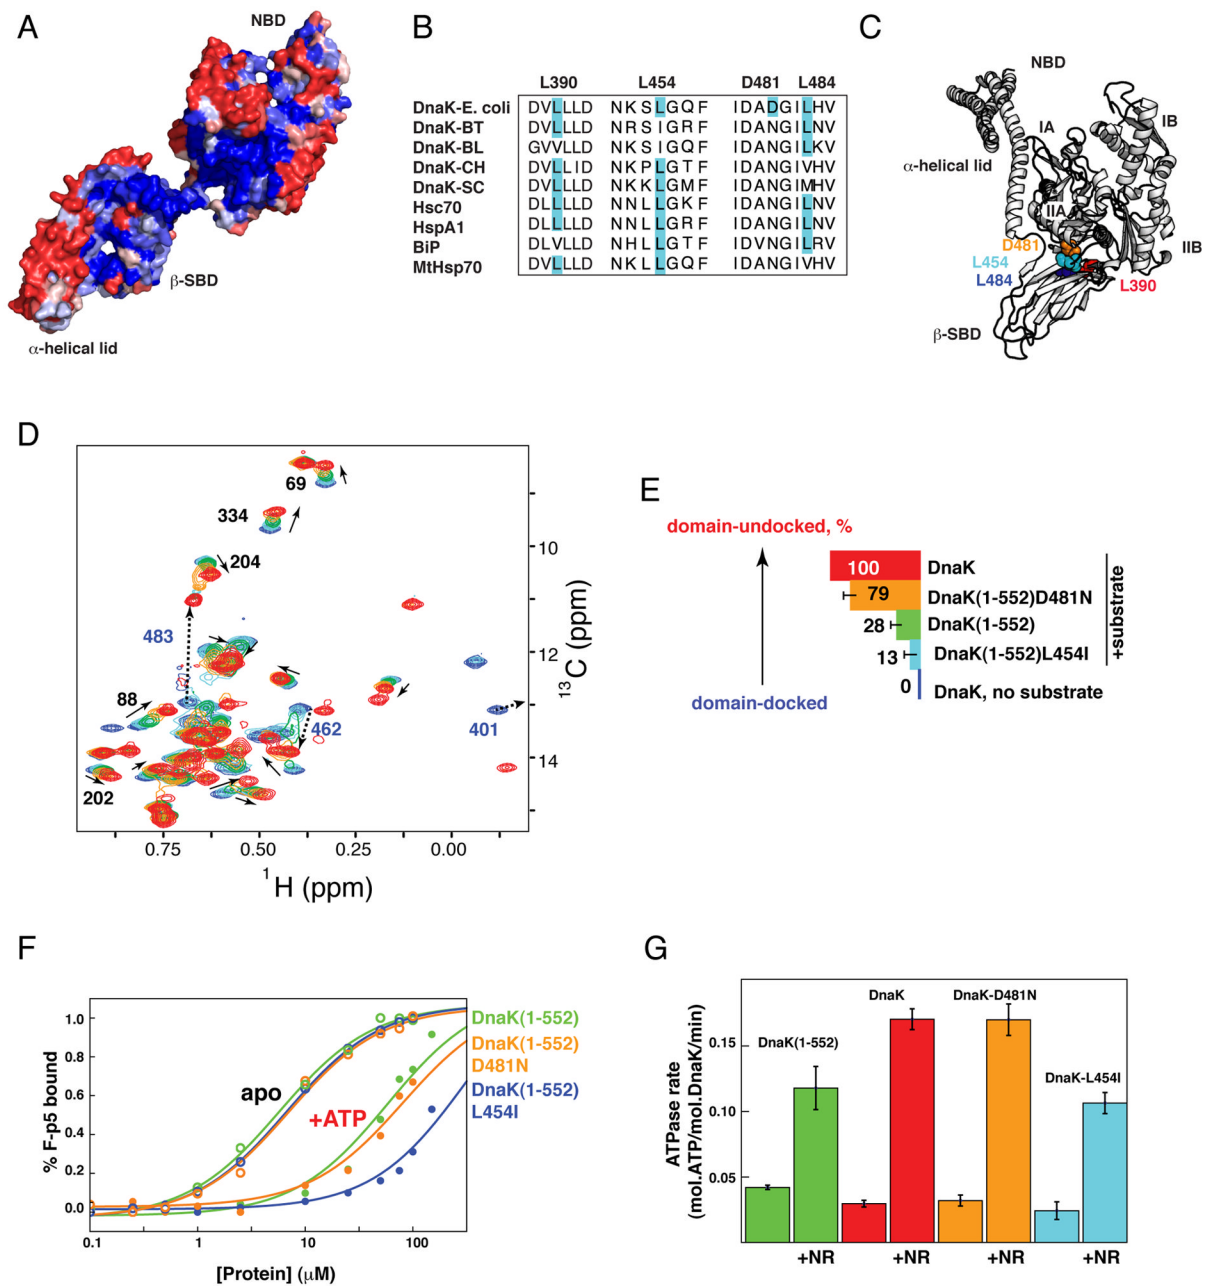 A
NBD
β-SBD
α-helical lid
B
L390 L454 D481 L484
DnaK-E. coli DVLLLD NKSLGQF IDADGILHV
DnaK-BT DVLLLD NRSIGRF IDANGILNV
DnaK-BL GVVLLD NKSIGQF IDANGILKV
DnaK-CH DVLLID NKPLGTF IDANGIVHV
DnaK-SC DVLLLD NKKLGMF IDANGIMHV
Hsc70 DLLLLD NNLLGKF IDANGILNV
HspA1 DLLLLD NNLLGRF IDANGILNV
BiP DLVLLD NHLLGTF IDVNGILRV
MtHsp70 DVLLLD NKLLGQF IDANGIVHV
C
NBD
IB
IA
α-helical lid
IIA
D481
IIB
L454
L484
L390
β-SBD
D
69
334
204
483
88
462
401
202
10
12
14
13C (ppm)
0.75 0.50 0.25 0.00
1H (ppm)
E
domain-undocked, %
domain-docked
100 DnaK
79 DnaK(1-552)D481N
28 DnaK(1-552)
13 DnaK(1-552)L454I
0 DnaK, no substrate
+substrate
F
% F-p5 bound
1.0
0.8
0.6
0.4
0.2
0.0
apo
+ATP
DnaK(1-552)
DnaK(1-552)
D481N
DnaK(1-552)
L454I
0.1 1 10 100
[Protein] (μM)
G
ATPase rate
(mol.ATP/mol.DnaK/min)
0.15
0.10
0.05
DnaK(1-552)
DnaK
DnaK-D481N
DnaK-L454I
+NR +NR +NR +NR